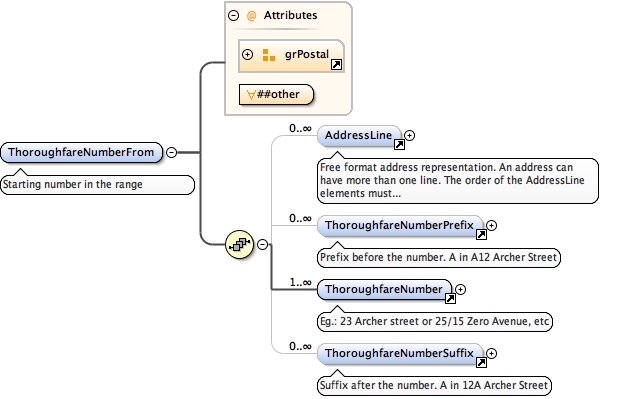 @ Attributes
grPostal
∀##other
ThoroughfareNumberFrom
Starting number in the range
0..∞
AddressLine
Free format address representation. An address can
have more than one line. The order of the AddressLine
elements must...
0..∞
ThoroughfareNumberPrefix
Prefix before the number. A in A12 Archer Street
1..∞
ThoroughfareNumber
Eg.: 23 Archer street or 25/15 Zero Avenue, etc
0..∞
ThoroughfareNumberSuffix
Suffix after the number. A in 12A Archer Street